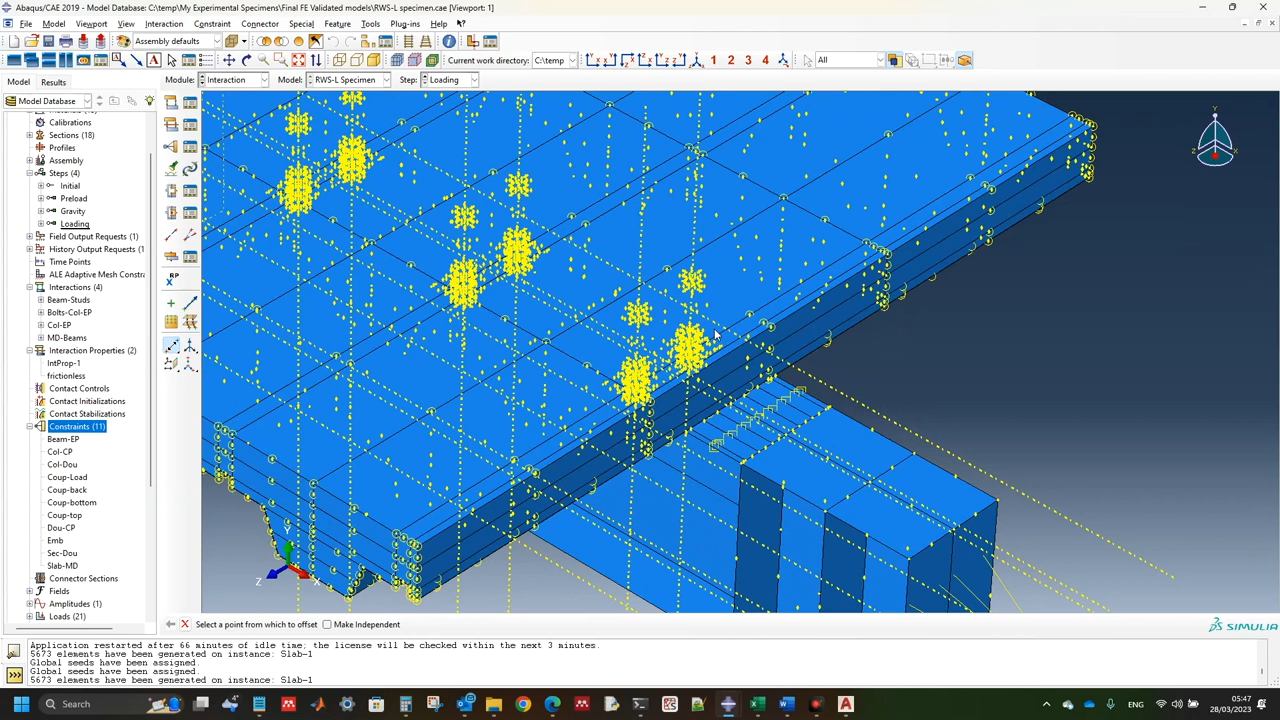 Abaqus/CAE 2019 - Model Database: C:\temp\My Experimental Specimens\Final FE Validated models\RWS-L specimen.cae [Viewport: 1]
File Model Viewport View Interaction Constraint Connector Special Feature Tools Plug-ins Help
Assembly defaults
Current work directory: C:\temp 1 2 3 4 All
Model Results Module: Interaction Model: RWS-L Specimen Step: Loading
Model Database
Calibrations
Sections (18)
Profiles
Assembly
Steps (4)
Initial
Preload
Gravity
Loading
Field Output Requests (1)
History Output Requests (1
Time Points
ALE Adaptive Mesh Constra
Interactions (4)
Beam-Studs
Bolts-Col-EP
Col-EP
MD-Beams
Interaction Properties (2)
IntProp-1
frictionless
Contact Controls
Contact Initializations
Contact Stabilizations
Constraints (11)
Beam-EP
Col-CP
Col-Dou
Coup-Load
Coup-back
Coup-bottom
Coup-top
Dou-CP
Emb
Sec-Dou
Slab-MD
Connector Sections
Fields
Amplitudes (1)
Loads (21)
RP
Y
Z X
Z X
Select a point from which to offset Make Independent
SIMULIA
Application restarted after 66 minutes of idle time; the license will be checked within the next 3 minutes.
5673 elements have been generated on instance: Slab-1
Global seeds have been assigned.
Global seeds have been assigned.
5673 elements have been generated on instance: Slab-1
Search
05:47
28/03/2023